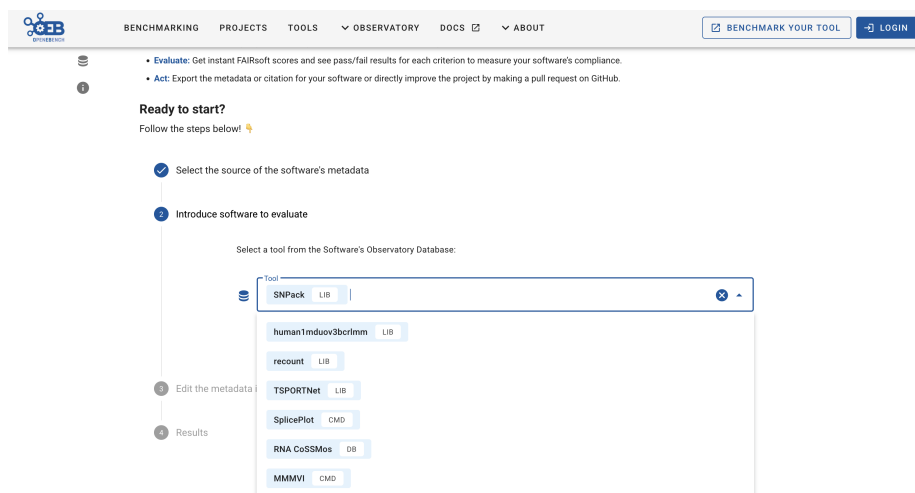 OEB
OPENEBENCH
BENCHMARKING PROJECTS TOOLS OBSERVATORY DOCS ABOUT BENCHMARK YOUR TOOL LOGIN
• Evaluate: Get instant FAIRsoft scores and see pass/fail results for each criterion to measure your software's compliance.
• Act: Export the metadata or citation for your software or directly improve the project by making a pull request on GitHub.
Ready to start?
Follow the steps below! 👇
Select the source of the software's metadata
2 Introduce software to evaluate
Select a tool from the Software's Observatory Database:
Tool
SNPack LIB
human1mduov3bcrlmm LIB
recount LIB
3 Edit the metadata i
TSPORTNet LIB
SplicePlot CMD
4 Results
RNA CoSSMos DB
MMMVI CMD